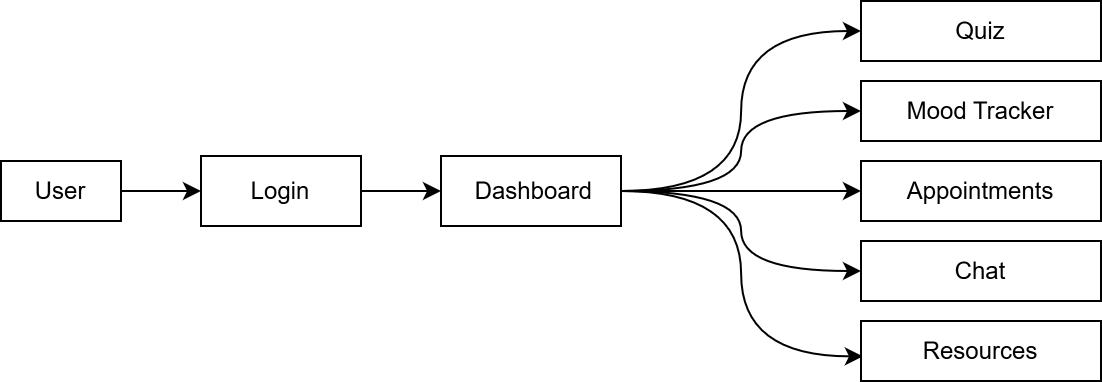 User
Login
Dashboard
Quiz
Mood Tracker
Appointments
Chat
Resources